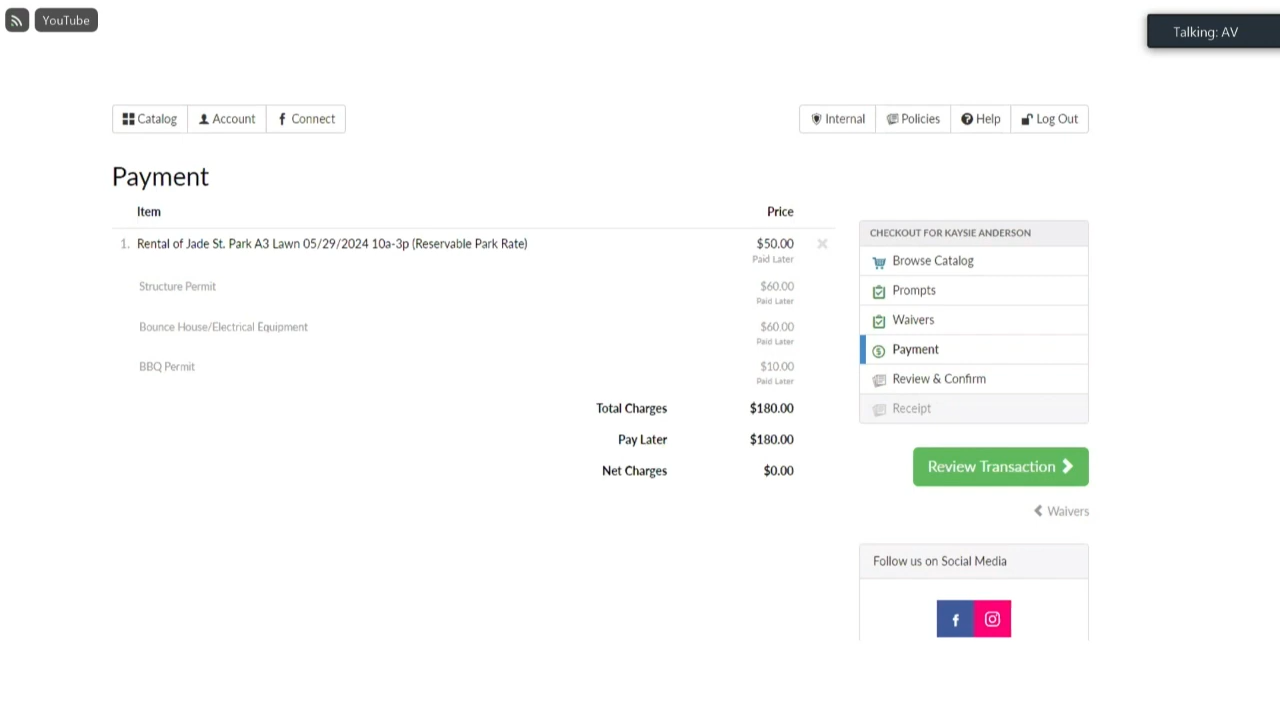 YouTube
Talking: AV
Catalog Account Connect
Internal Policies Help Log Out
Payment
Item Price
1. Rental of Jade St. Park A3 Lawn 05/29/2024 10a-3p (Reservable Park Rate) $50.00
Paid Later
Structure Permit $60.00
Paid Later
Bounce House/Electrical Equipment $60.00
Paid Later
BBQ Permit $10.00
Paid Later
Total Charges $180.00
Pay Later $180.00
Net Charges $0.00
CHECKOUT FOR KAYSIE ANDERSON
Browse Catalog
Prompts
Waivers
Payment
Review & Confirm
Receipt
Review Transaction
Waivers
Follow us on Social Media